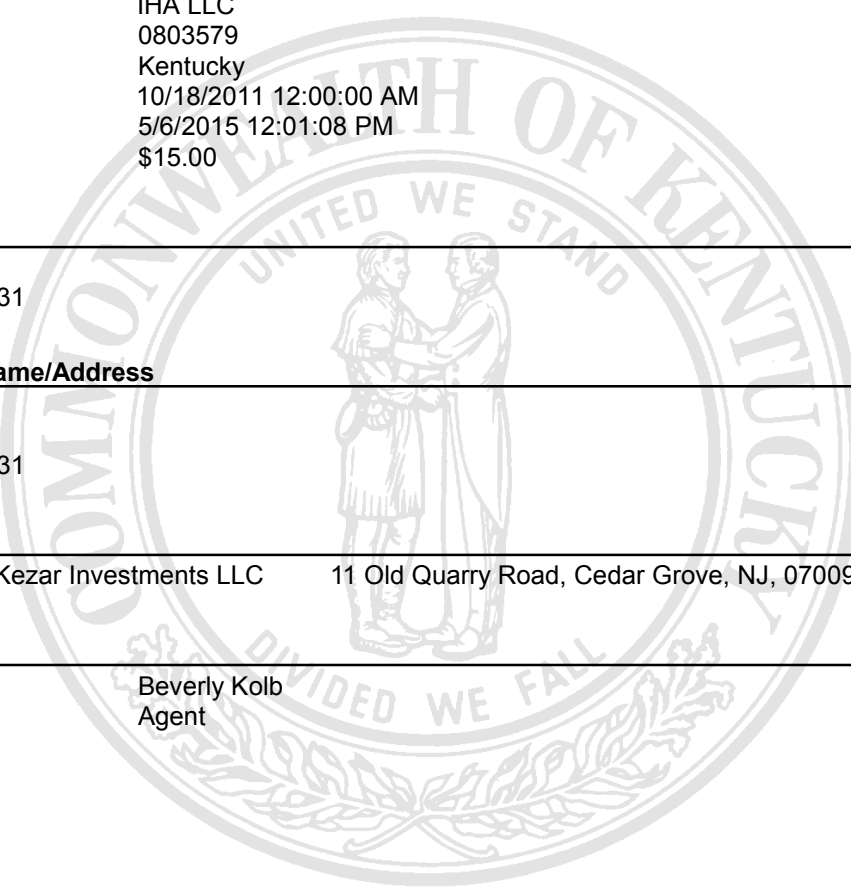 IHA LLC
0803579
Kentucky
10/18/2011 12:00:00 AM
5/6/2015 12:01:08 PM
$15.00
31
ame/Address
31
Kezar Investments LLC 11 Old Quarry Road, Cedar Grove, NJ, 07009
Beverly Kolb
Agent
COMMONWEALTH OF KENTUCKY
UNITED WE STAND
DIVIDED WE FALL